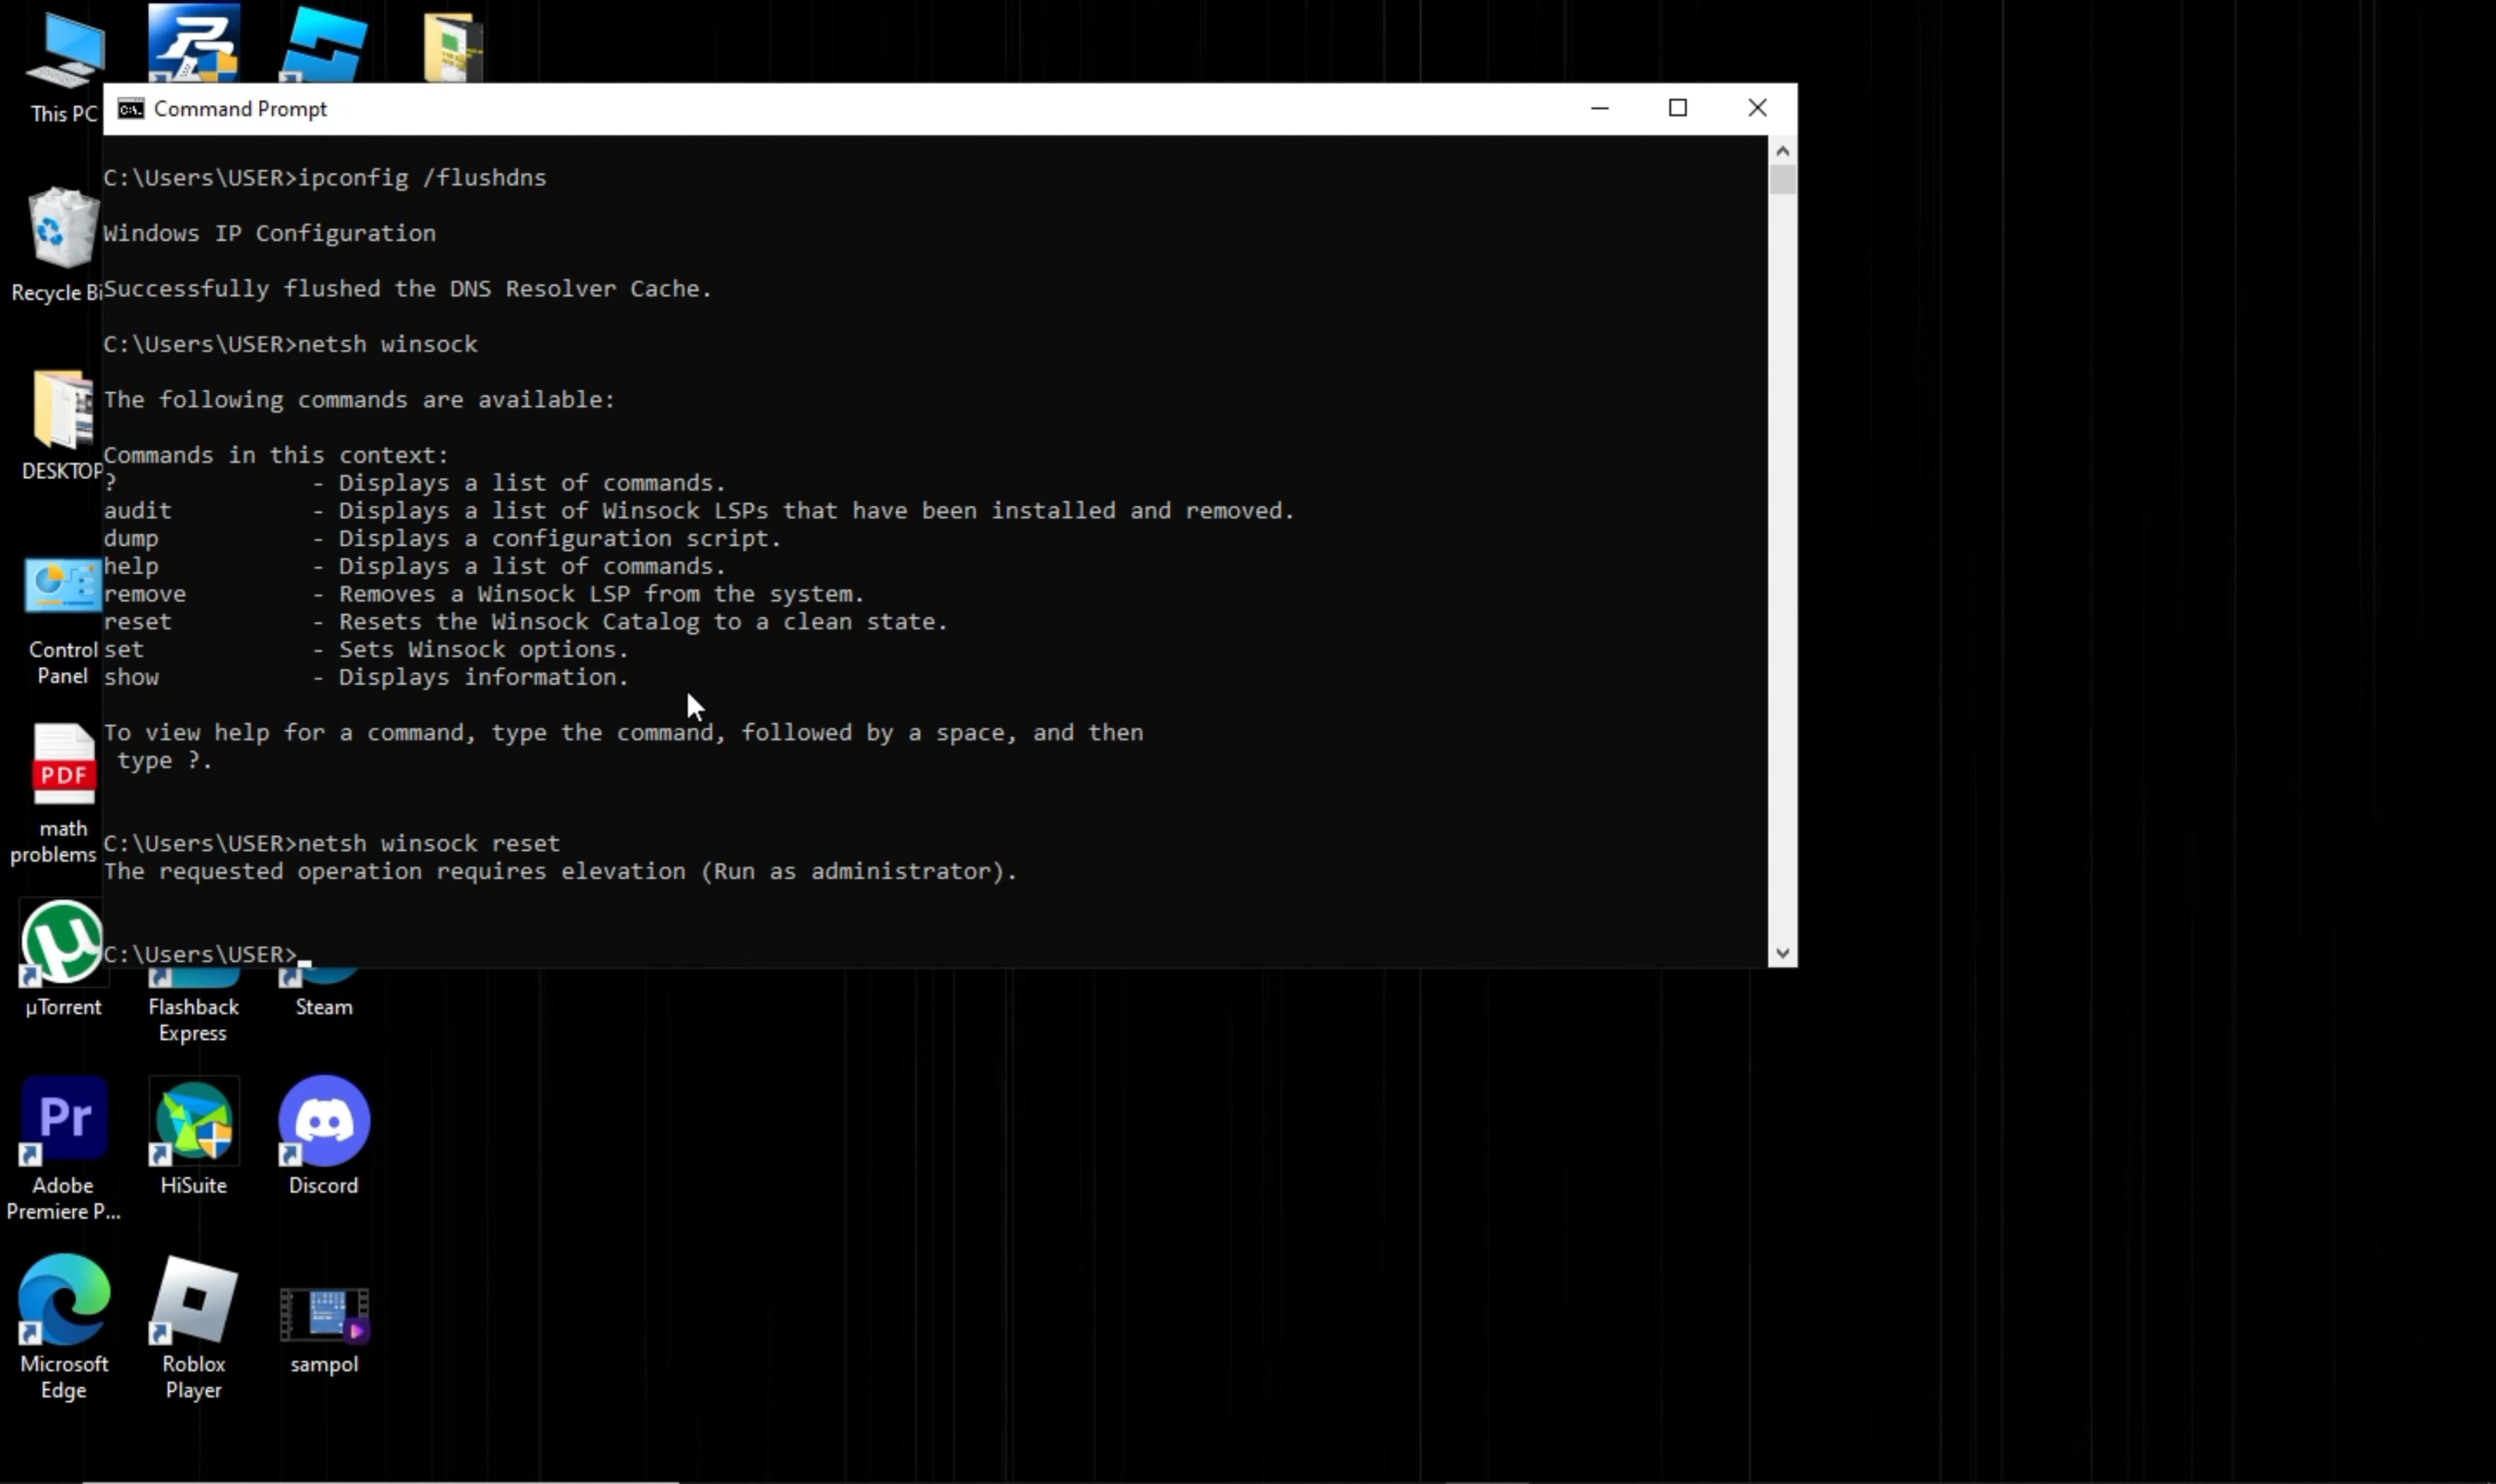 This PC
Command Prompt
C:\Users\USER>ipconfig /flushdns
Windows IP Configuration
Recycle Bi
Successfully flushed the DNS Resolver Cache.
C:\Users\USER>netsh winsock
The following commands are available:
DESKTOP
Commands in this context:
? - Displays a list of commands.
audit - Displays a list of Winsock LSPs that have been installed and removed.
dump - Displays a configuration script.
help - Displays a list of commands.
remove - Removes a Winsock LSP from the system.
reset - Resets the Winsock Catalog to a clean state.
set - Sets Winsock options.
show - Displays information.
Control
Panel
To view help for a command, type the command, followed by a space, and then
type ?.
PDF
math
problems
C:\Users\USER>netsh winsock reset
The requested operation requires elevation (Run as administrator).
C:\Users\USER>
µTorrent
Flashback
Express
Steam
Pr
Adobe
Premiere P...
HiSuite
Discord
Microsoft
Edge
Roblox
Player
sampol